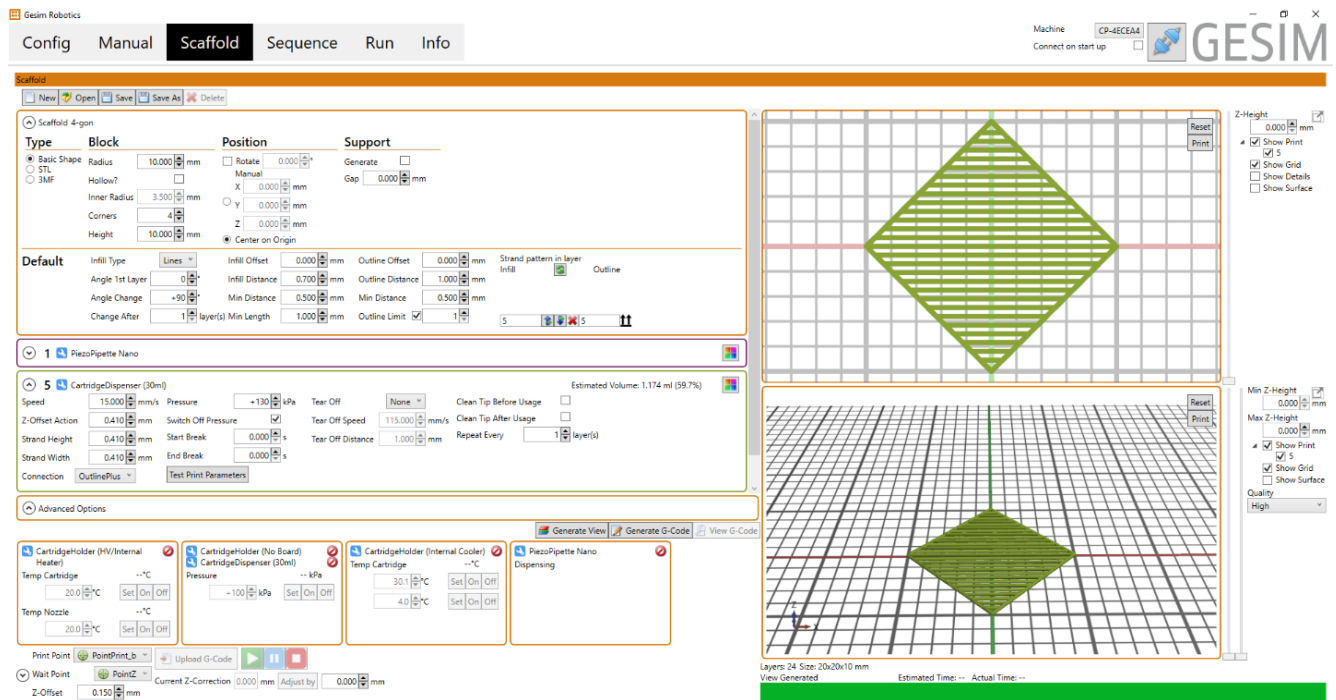 Gesim Robotics
Config Manual Scaffold Sequence Run Info
Machine CP-4ECEA4
Connect on start up
GESIM
Scaffold
New Open Save Save As Delete
Scaffold 4-gon
Type Block Position Support
Basic Shape Radius 10.000 mm Rotate 0.000 ° Generate
STL Hollow? Manual Gap 0.000 mm
3MF Inner Radius 3.500 mm X 0.000 mm
Corners 4 Y 0.000 mm
Height 10.000 mm Z 0.000 mm
Center on Origin
Default Infill Type Lines Infill Offset 0.000 mm Outline Offset 0.000 mm Strand pattern in layer
Infill Outline
Angle 1st Layer 0 ° Infill Distance 0.700 mm Outline Distance 1.000 mm
Angle Change +90 ° Min Distance 0.500 mm Min Distance 0.500 mm
Change After 1 layer(s) Min Length 1.000 mm Outline Limit 1 5 5
1 PiezoPipette Nano
5 CartridgeDispenser (30ml) Estimated Volume: 1.174 ml (59.7%)
Speed 15.000 mm/s Pressure +130 kPa Tear Off None Clean Tip Before Usage
Z-Offset Action 0.410 mm Switch Off Pressure Tear Off Speed 115.000 mm/s Clean Tip After Usage
Strand Height 0.410 mm Start Break 0.000 s Tear Off Distance 1.000 mm Repeat Every 1 layer(s)
Strand Width 0.410 mm End Break 0.000 s
Connection OutlinePlus Test Print Parameters
Advanced Options
Generate View Generate G-Code View G-Code
CartridgeHolder (HV/Internal Heater)
Temp Cartridge --°C
20.0 °C Set On Off
Temp Nozzle --°C
20.0 °C Set On Off
CartridgeHolder (No Board)
CartridgeDispenser (30ml)
Pressure -- kPa
+100 kPa Set On Off
CartridgeHolder (Internal Cooler)
Temp Cartridge --°C
30.1 °C Set On Off
4.0 °C Set On Off
PiezoPipette Nano
Dispensing
Print Point PointPrint_b Upload G-Code
Wait Point PointZ Current Z-Correction 0.000 mm Adjust by 0.000 mm
Z-Offset 0.150 mm
Reset
Print
Z-Height
0.000 mm
Show Print
5
Show Grid
Show Details
Show Surface
Reset
Print
Z
X
Min Z-Height
0.000 mm
Max Z-Height
0.000 mm
Show Print
5
Show Grid
Show Surface
Quality
High
Layers: 24 Size: 20x20x10 mm
View Generated Estimated Time: -- Actual Time: --